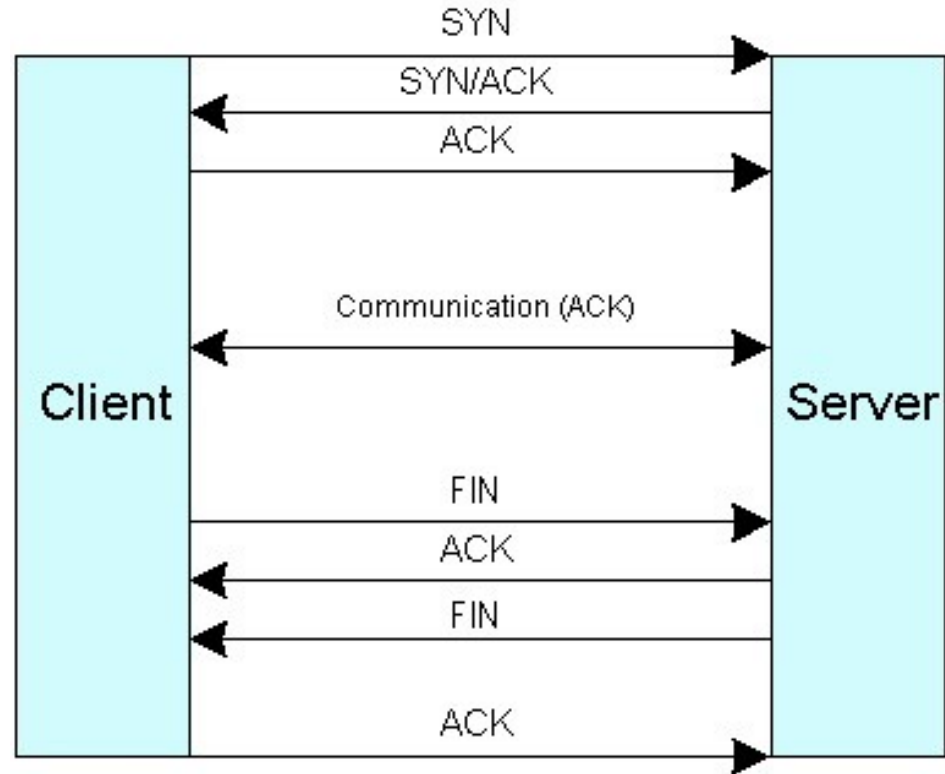 SYN
SYN/ACK
ACK
Communication (ACK)
Client
Server
FIN
ACK
FIN
ACK